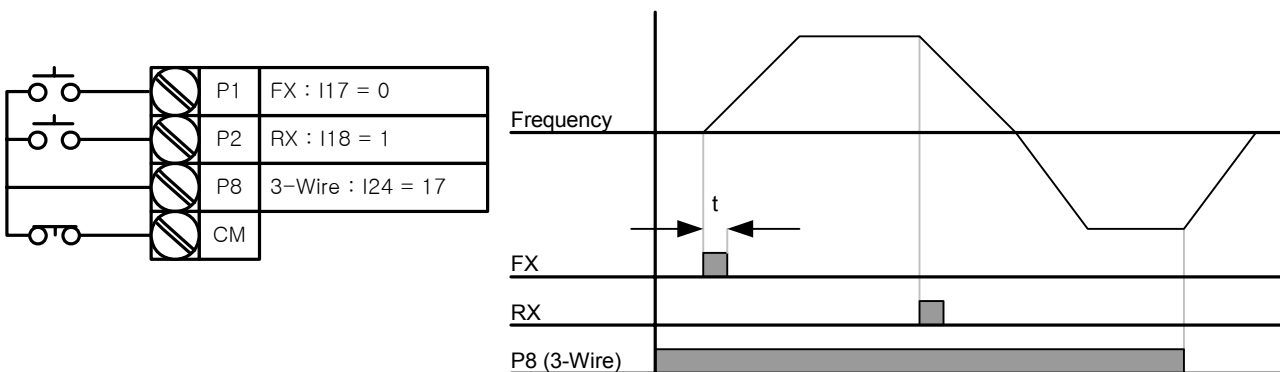 P1 FX : I17 = 0
P2 RX : I18 = 1
P8 3-Wire : I24 = 17
CM
Frequency
t
FX
RX
P8 (3-Wire)